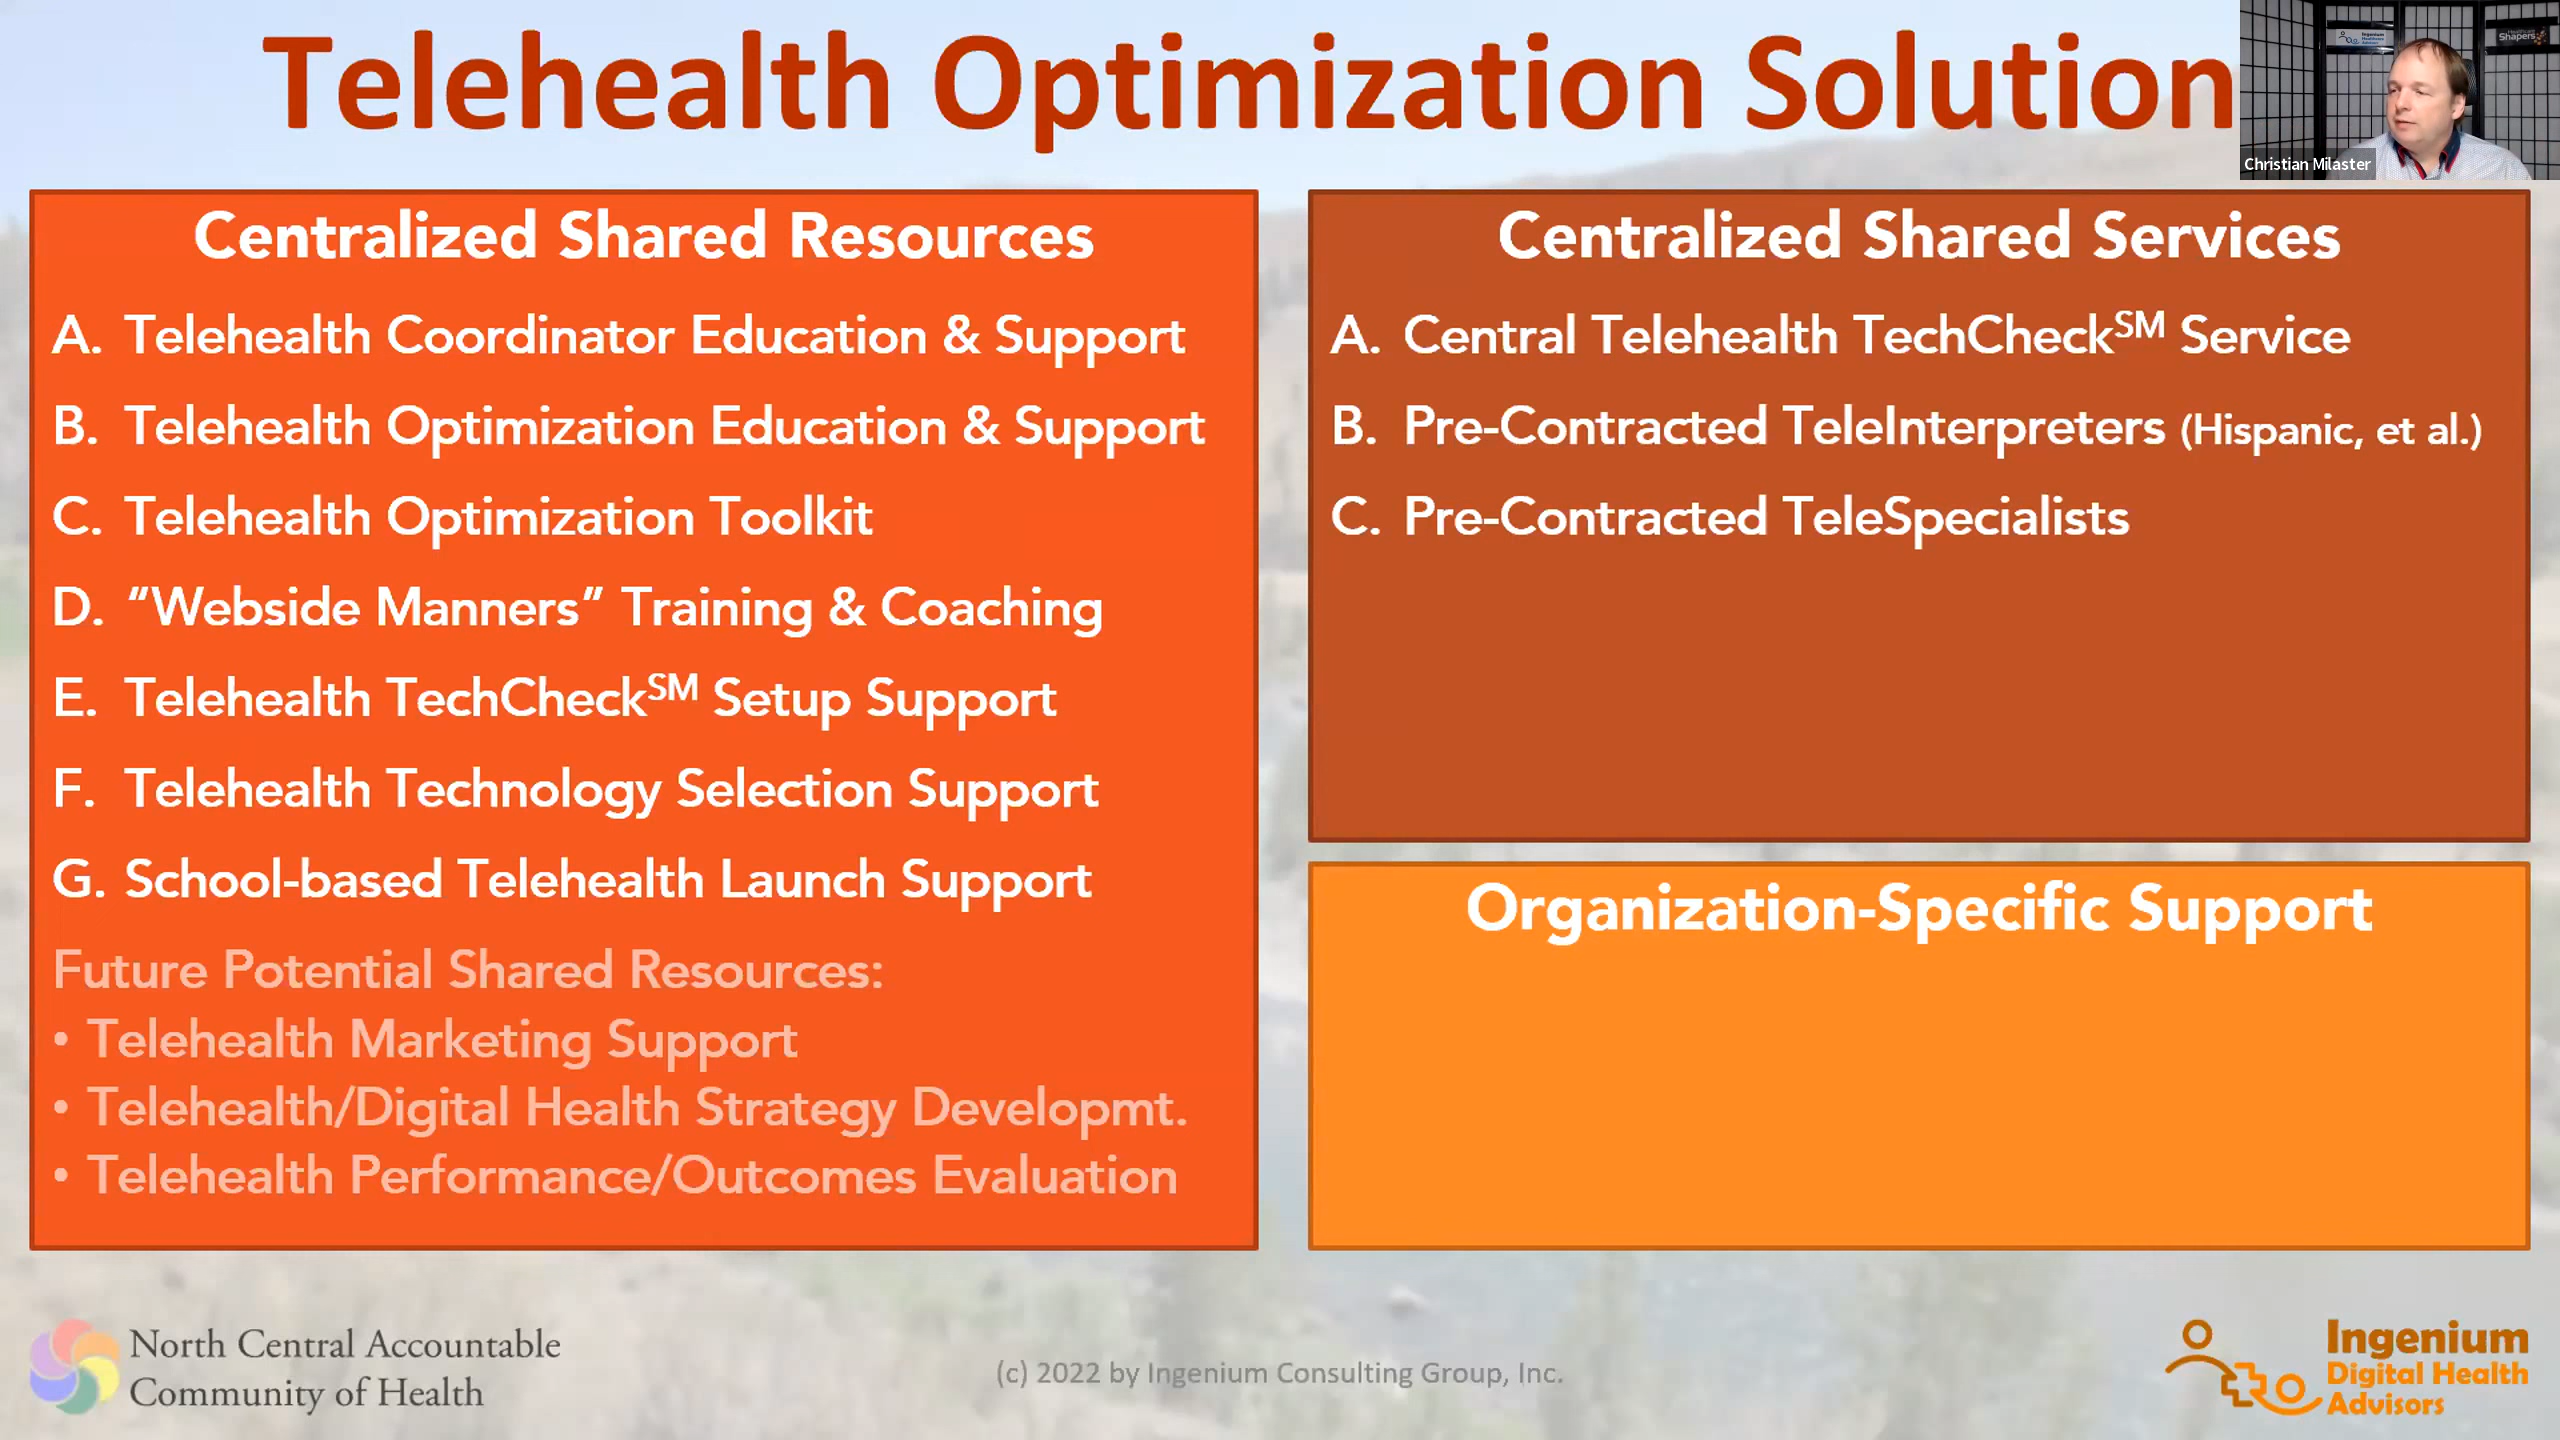 Telehealth Optimization Solution
Ingenium
Shapers
Christian Milaster
Centralized Shared Resources
A. Telehealth Coordinator Education & Support
B. Telehealth Optimization Education & Support
C. Telehealth Optimization Toolkit
D. “Webside Manners” Training & Coaching
E. Telehealth TechCheckSM Setup Support
F. Telehealth Technology Selection Support
G. School-based Telehealth Launch Support
Future Potential Shared Resources:
• Telehealth Marketing Support
• Telehealth/Digital Health Strategy Developmt.
• Telehealth Performance/Outcomes Evaluation
Centralized Shared Services
A. Central Telehealth TechCheckSM Service
B. Pre-Contracted TeleInterpreters (Hispanic, et al.)
C. Pre-Contracted TeleSpecialists
Organization-Specific Support
North Central Accountable
Community of Health
(c) 2022 by Ingenium Consulting Group, Inc.
Ingenium
Digital Health
Advisors